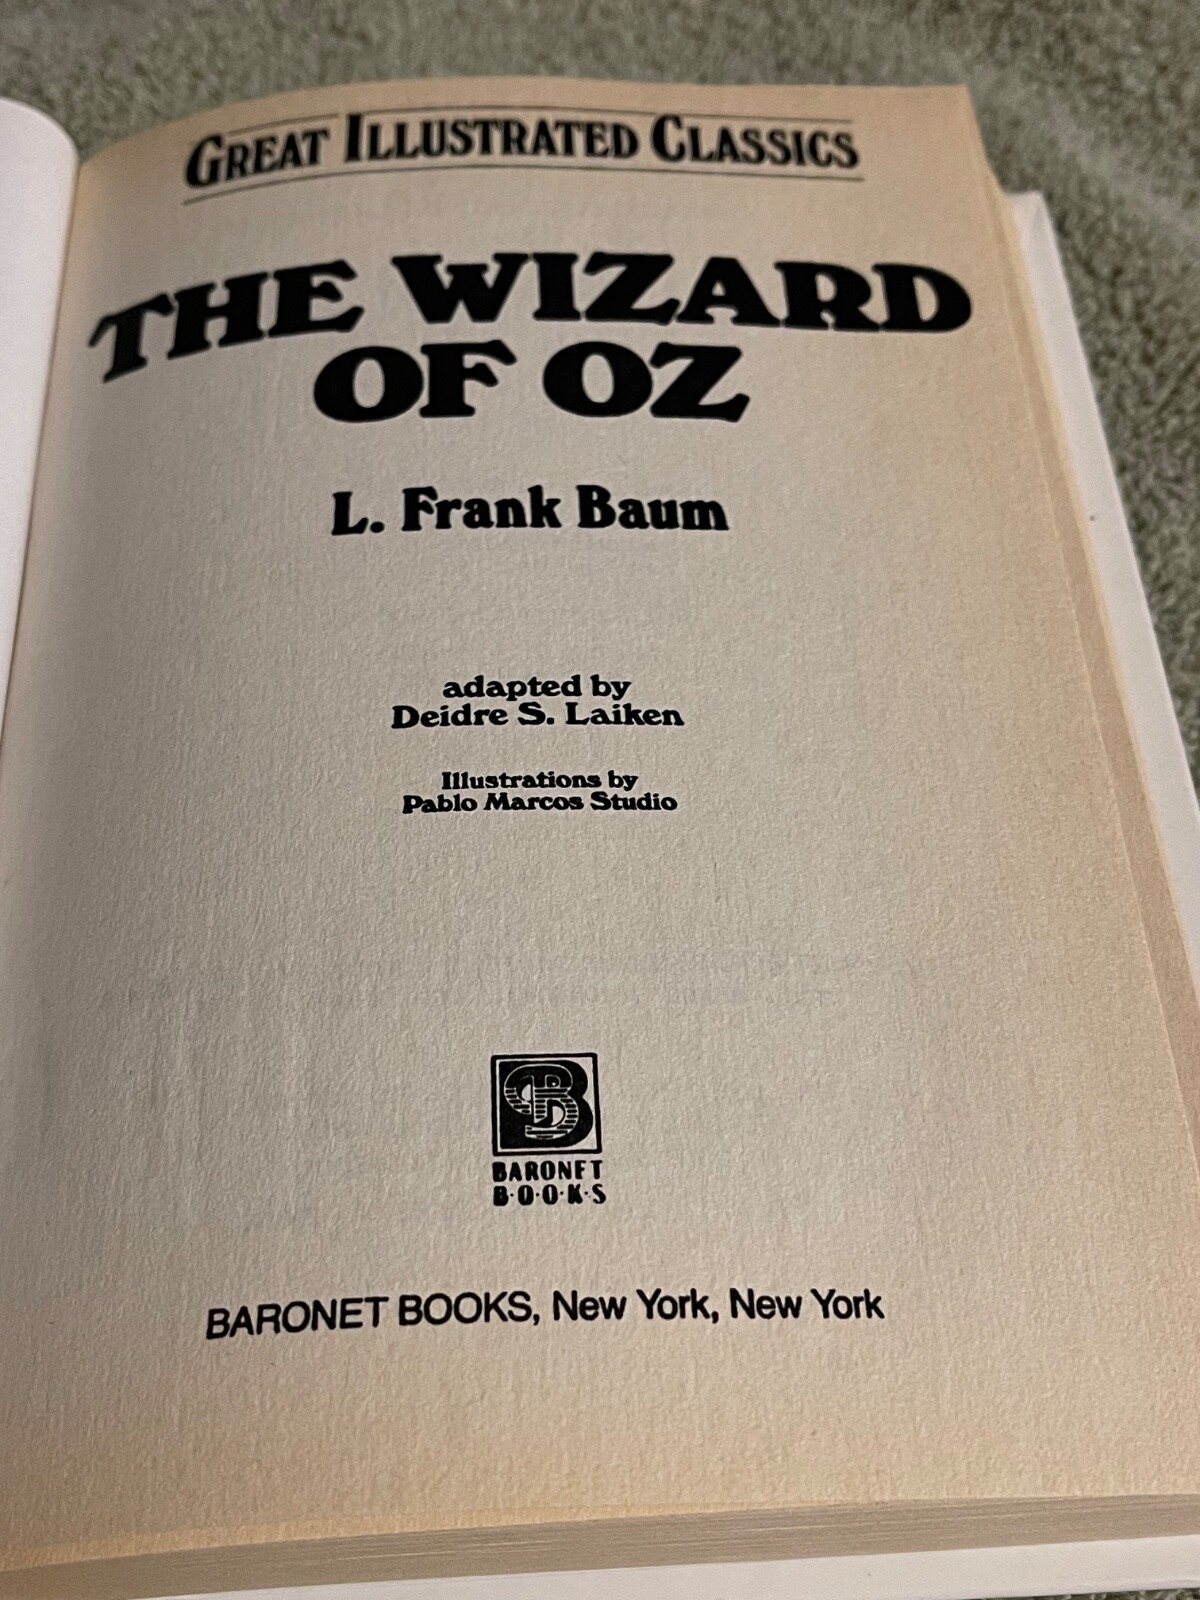 GREAT ILLUSTRATED CLASSICS
THE WIZARD
OF OZ
L. Frank Baum
adapted by
Deidre S. Laiken
Illustrations by
Pablo Marcos Studio
BARONET
B·O·O·K·S
BARONET BOOKS, New York, New York